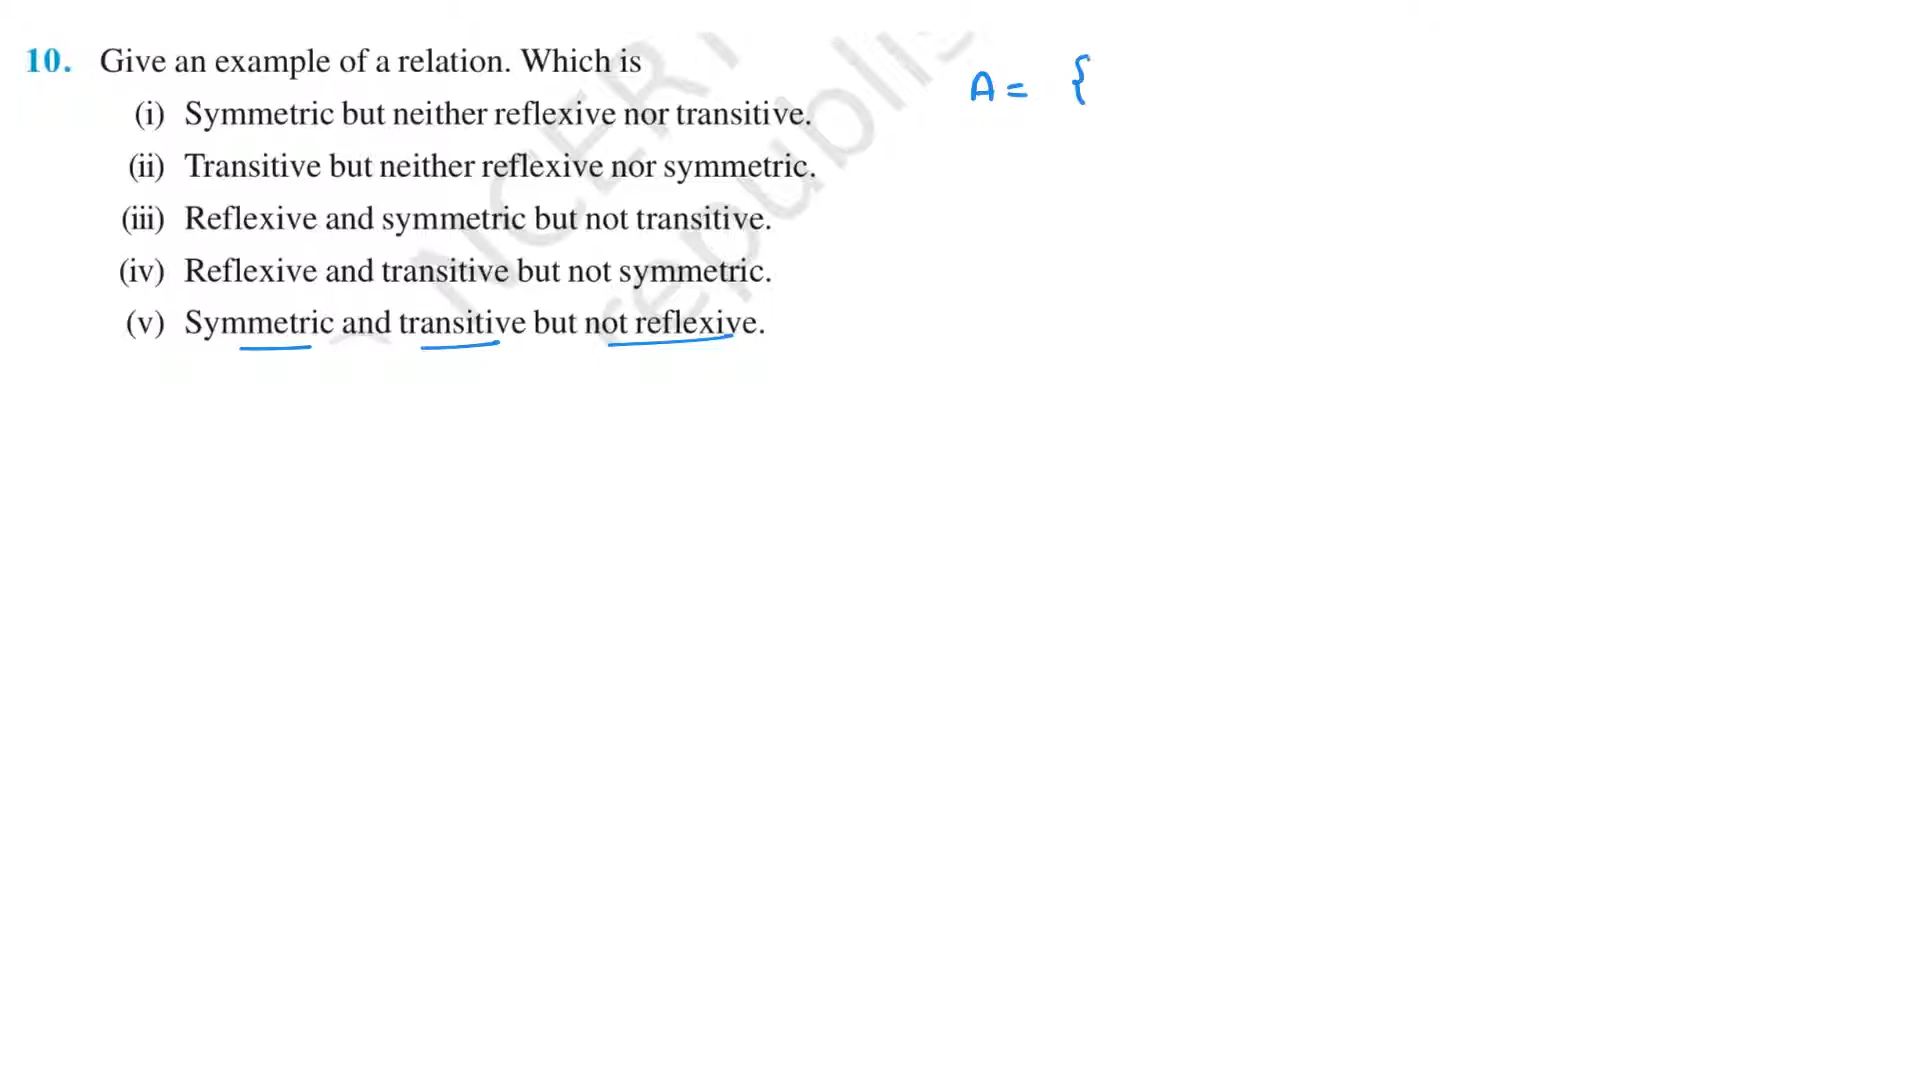 10. Give an example of a relation. Which is
(i) Symmetric but neither reflexive nor transitive.
(ii) Transitive but neither reflexive nor symmetric.
(iii) Reflexive and symmetric but not transitive.
(iv) Reflexive and transitive but not symmetric.
(v) Symmetric and transitive but not reflexive.
A = {
NCERT
republis